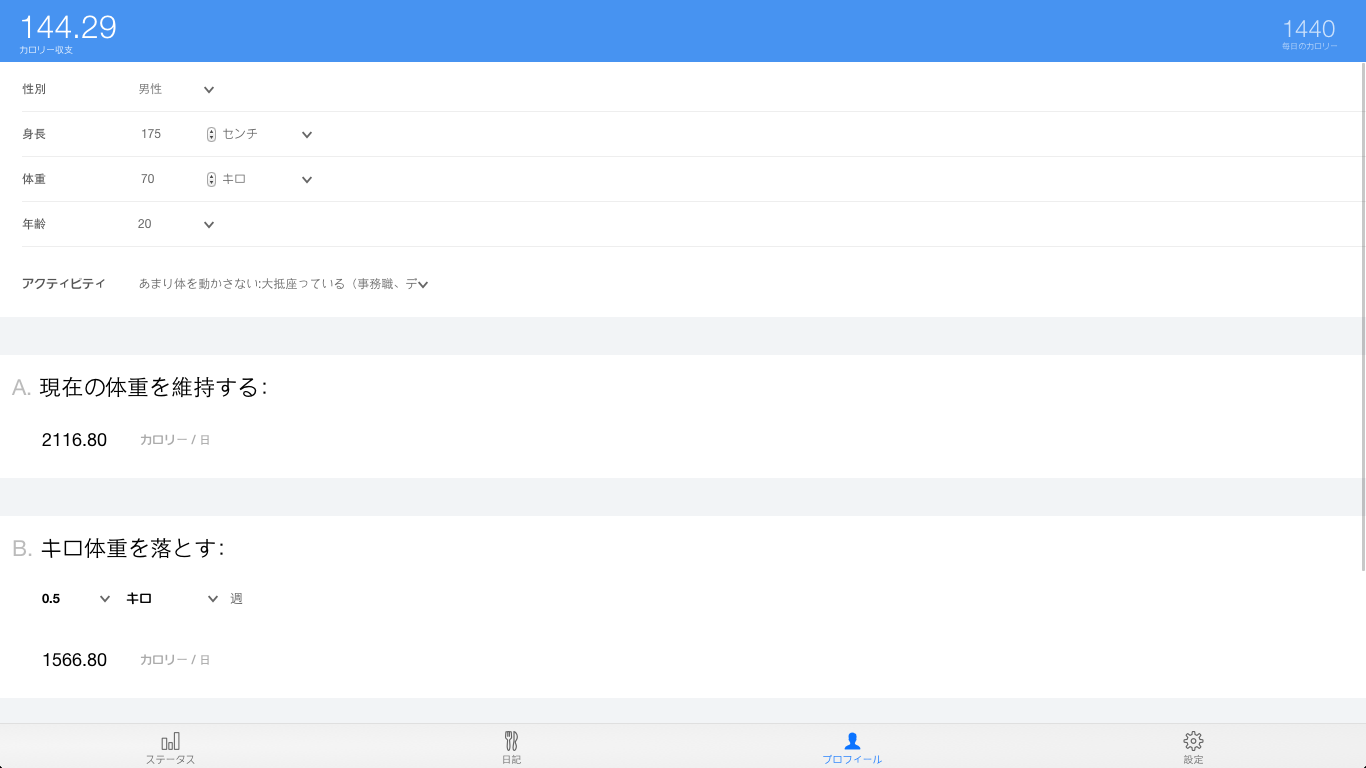 144.29
カロリー収支
1440
毎日のカロリー
性別 男性
身長 175 センチ
体重 70 キロ
年齢 20
アクティビティ あまり体を動かさない:大抵座っている（事務職、デ
A. 現在の体重を維持する:
2116.80 カロリー / 日
B. キロ体重を落とす:
0.5 キロ 週
1566.80 カロリー / 日
ステータス 日記 プロフィール 設定